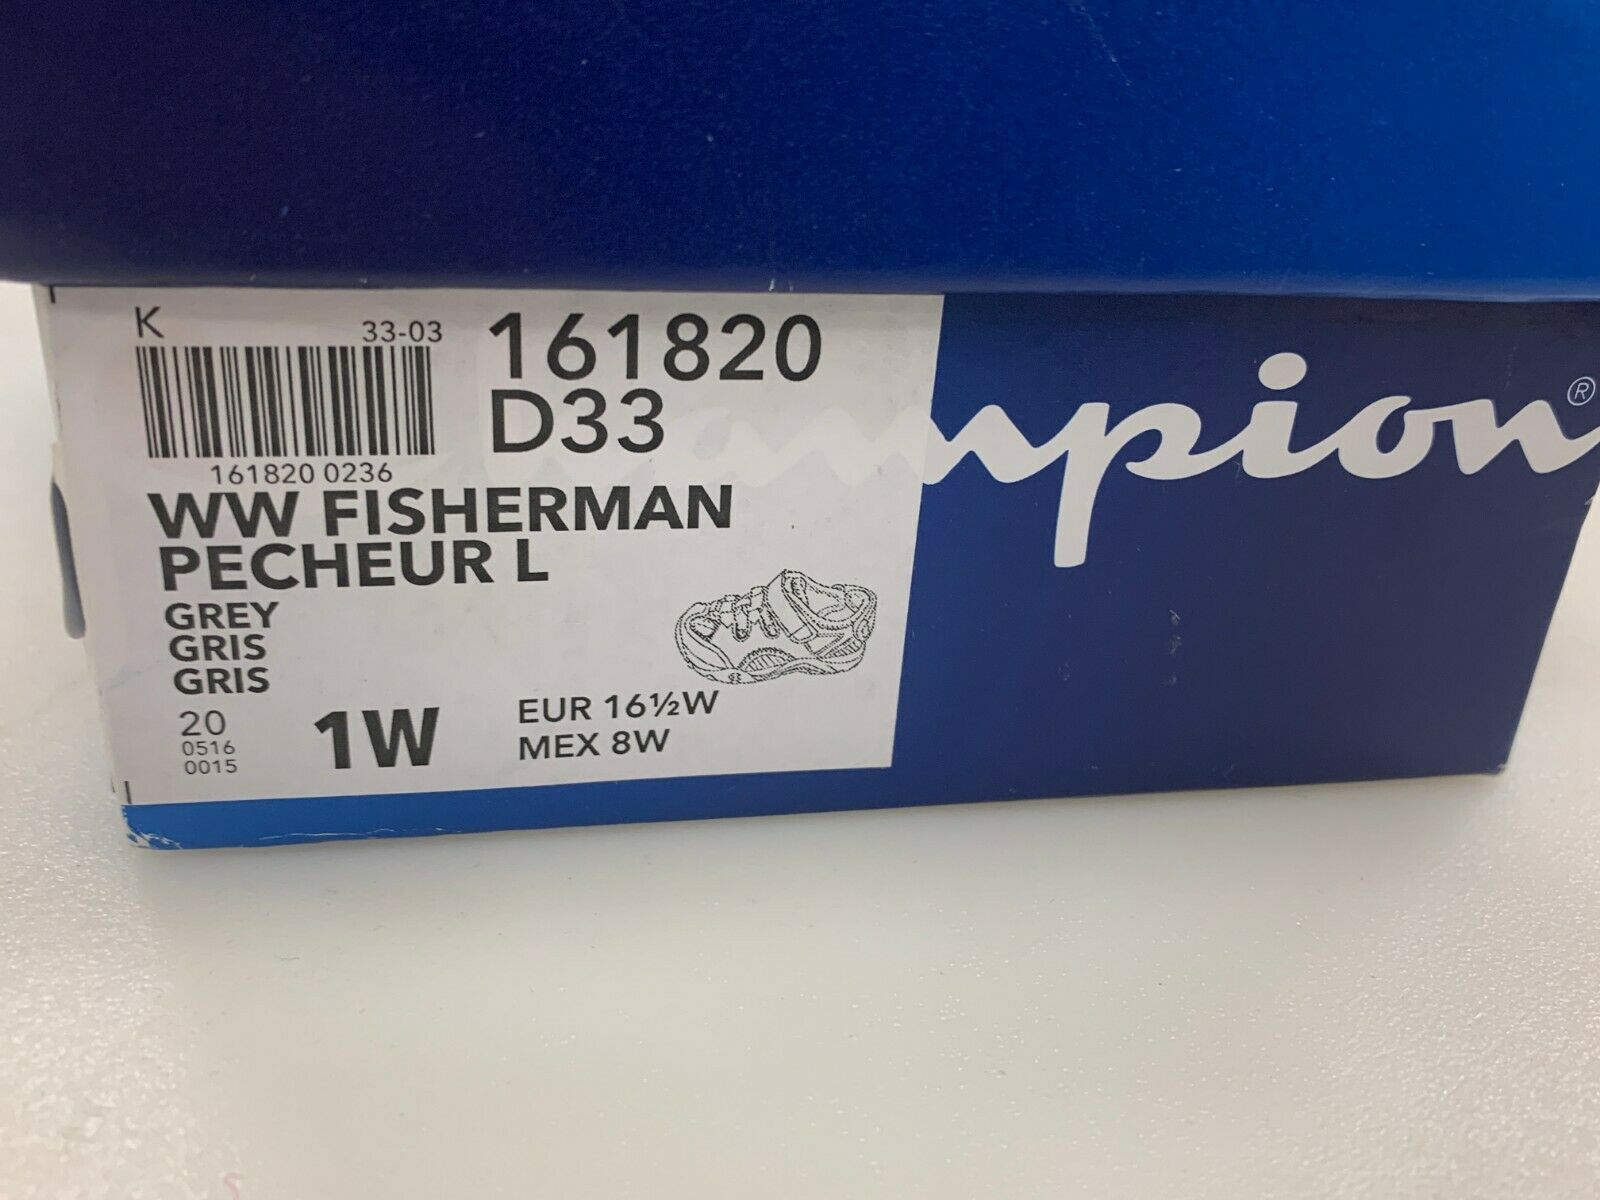 K
33-03
161820
D33
161820 0236
WW FISHERMAN
PECHEUR L
GREY
GRIS
GRIS
20
0516
0015
1W
EUR 16½W
MEX 8W
ampion®